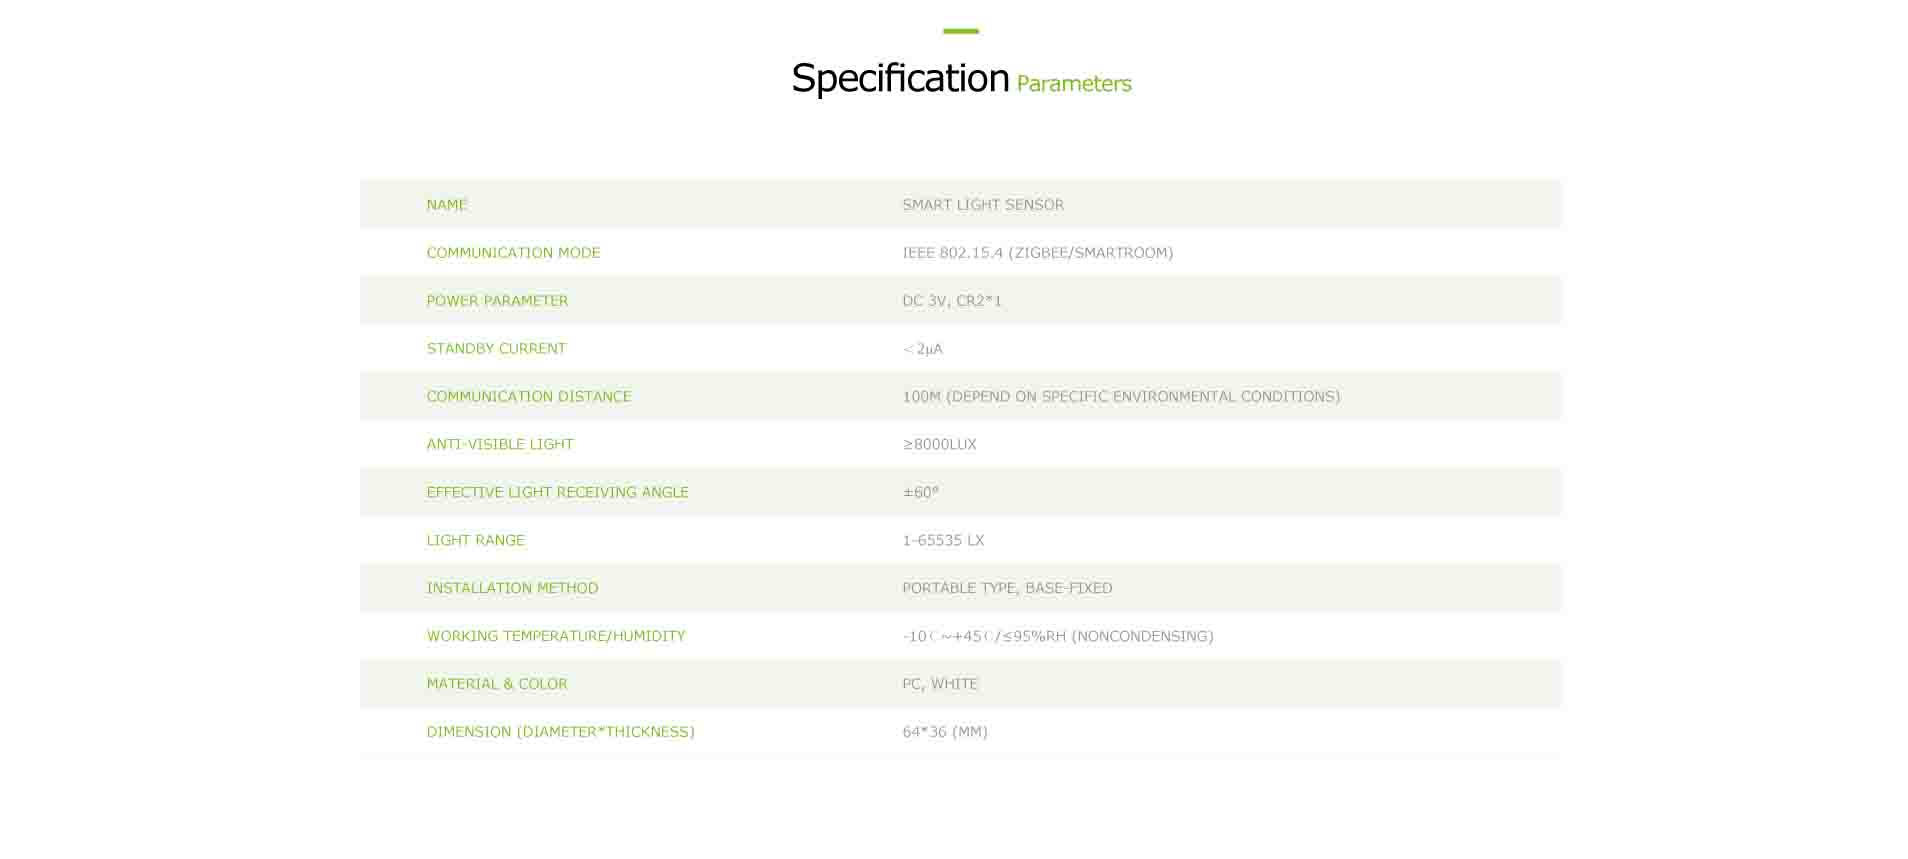 Specification Parameters
NAME SMART LIGHT SENSOR
COMMUNICATION MODE IEEE 802.15.4 (ZIGBEE/SMARTROOM)
POWER PARAMETER DC 3V, CR2*1
STANDBY CURRENT ＜2μA
COMMUNICATION DISTANCE 100M (DEPEND ON SPECIFIC ENVIRONMENTAL CONDITIONS)
ANTI-VISIBLE LIGHT ≥8000LUX
EFFECTIVE LIGHT RECEIVING ANGLE ±60°
LIGHT RANGE 1-65535 LX
INSTALLATION METHOD PORTABLE TYPE, BASE-FIXED
WORKING TEMPERATURE/HUMIDITY -10℃~+45℃/≤95%RH (NONCONDENSING)
MATERIAL & COLOR PC, WHITE
DIMENSION (DIAMETER*THICKNESS) 64*36 (MM)